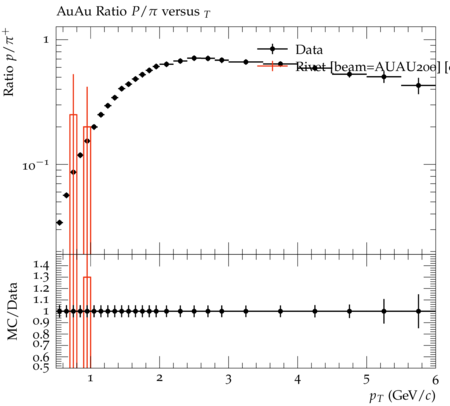 AuAu Ratio P/π versus T
Ratio p/π+
1
Data
Rivet [beam=AUAU200] [
10−1
MC/Data
1.4
1.3
1.2
1.1
1
0.9
0.8
0.7
0.6
0.5
1 2 3 4 5 6
pT (GeV/c)